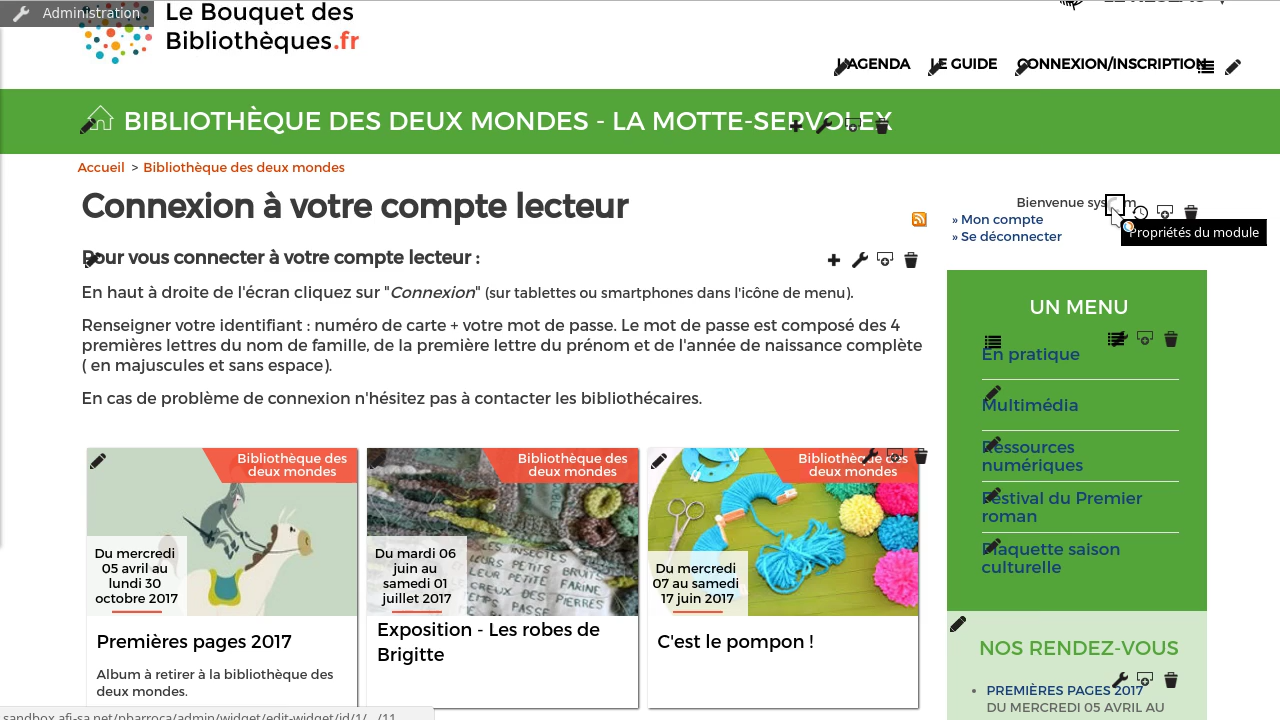 Administration
Le Bouquet des
Bibliothèques.fr
L'AGENDA LE GUIDE CONNEXION/INSCRIPTION
BIBLIOTHÈQUE DES DEUX MONDES - LA MOTTE-SERVOLEX
Accueil > Bibliothèque des deux mondes
Connexion à votre compte lecteur
Bienvenue system
» Mon compte
» Se déconnecter
Propriétés du module
Pour vous connecter à votre compte lecteur :
En haut à droite de l'écran cliquez sur "Connexion" (sur tablettes ou smartphones dans l'icône de menu).
Renseigner votre identifiant : numéro de carte + votre mot de passe. Le mot de passe est composé des 4
premières lettres du nom de famille, de la première lettre du prénom et de l'année de naissance complète
( en majuscules et sans espace).
En cas de problème de connexion n'hésitez pas à contacter les bibliothécaires.
UN MENU
En pratique
Multimédia
Ressources
numériques
Festival du Premier
roman
Plaquette saison
culturelle
Bibliothèque des
deux mondes
Du mercredi
05 avril au
lundi 30
octobre 2017
Premières pages 2017
Album à retirer à la bibliothèque des
deux mondes.
Bibliothèque des
deux mondes
Du mardi 06
juin au
samedi 01
juillet 2017
Exposition - Les robes de
Brigitte
Bibliothèque des
deux mondes
Du mercredi
07 au samedi
17 juin 2017
C'est le pompon !
NOS RENDEZ-VOUS
PREMIÈRES PAGES 2017
DU MERCREDI 05 AVRIL AU